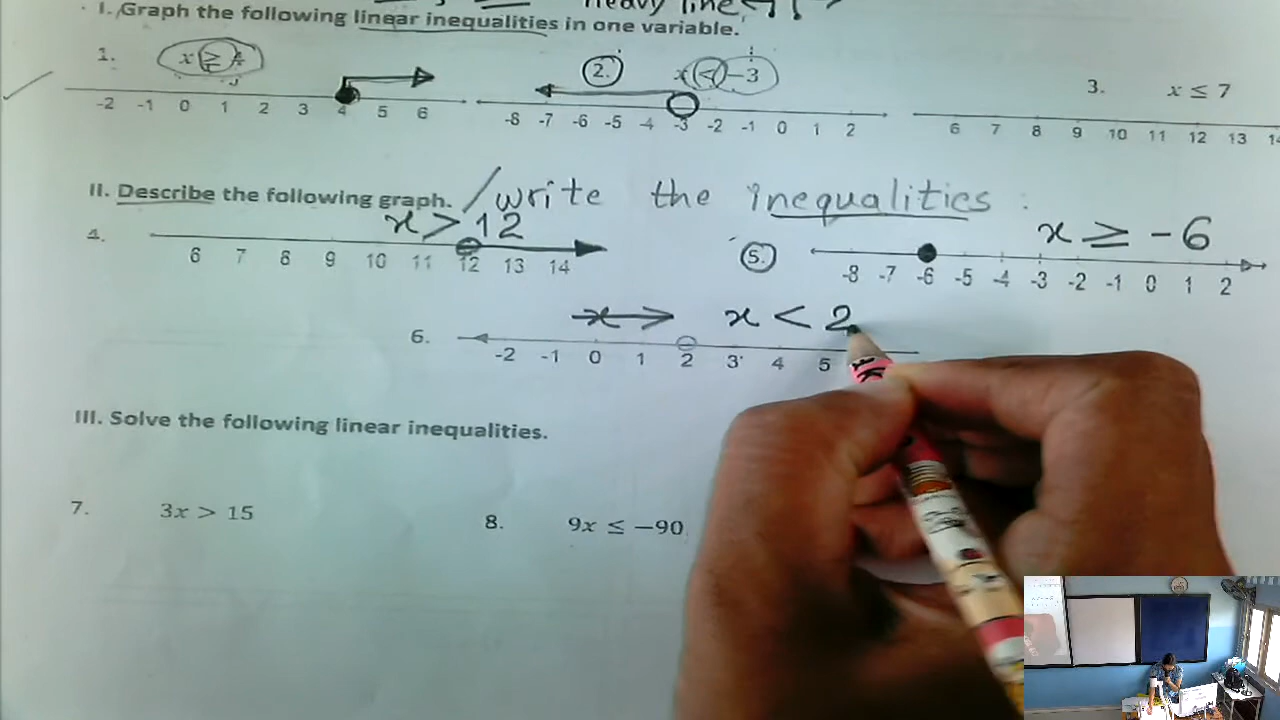 heavy line
I. Graph the following linear inequalities in one variable.
1. x ≥ 4
-2 -1 0 1 2 3 4 5 6
2. x < -3
-8 -7 -6 -5 -4 -3 -2 -1 0 1 2
3. x ≤ 7
6 7 8 9 10 11 12 13 14
II. Describe the following graph. / write the inequalities :
4. x > 12
6 7 8 9 10 11 12 13 14
5. x ≥ -6
-8 -7 -6 -5 -4 -3 -2 -1 0 1 2
6. x > x < 2
-2 -1 0 1 2 3 4 5
III. Solve the following linear inequalities.
7. 3x > 15
8. 9x ≤ -90